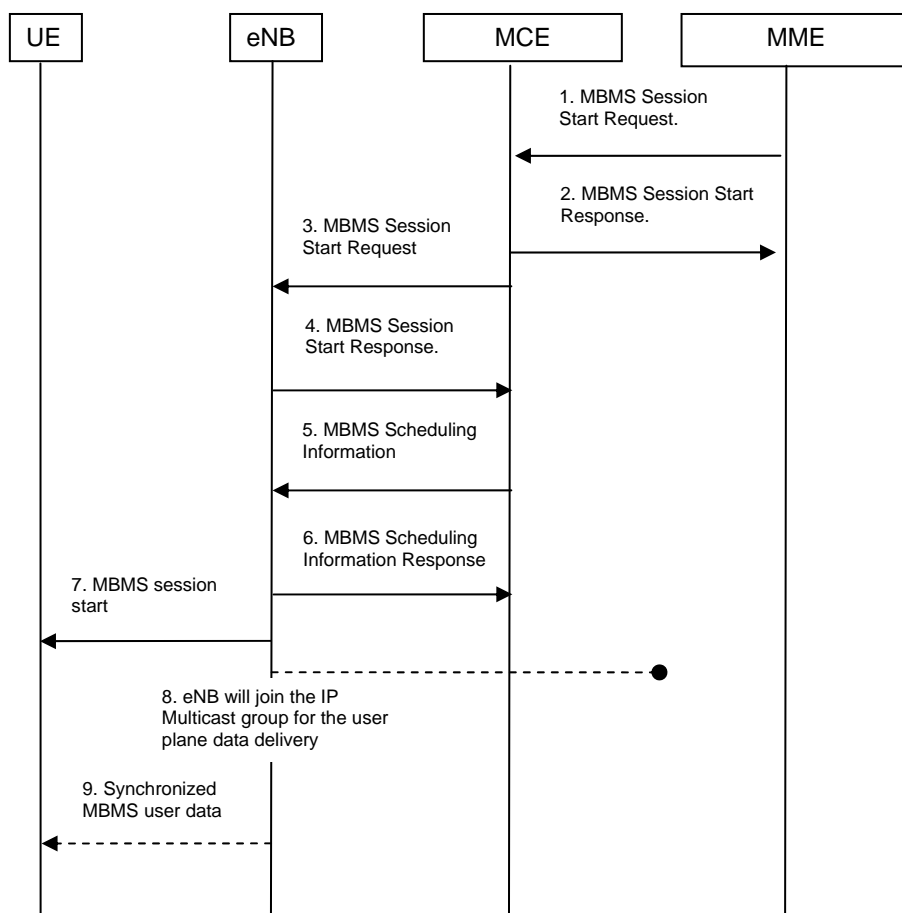 UE
eNB
MCE
MME
1. MBMS Session
Start Request.
2. MBMS Session Start
Response.
3. MBMS Session
Start Request
4. MBMS Session
Start Response.
5. MBMS Scheduling
Information
6. MBMS Scheduling
Information Response
7. MBMS session
start
8. eNB will join the IP
Multicast group for the user
plane data delivery
9. Synchronized
MBMS user data